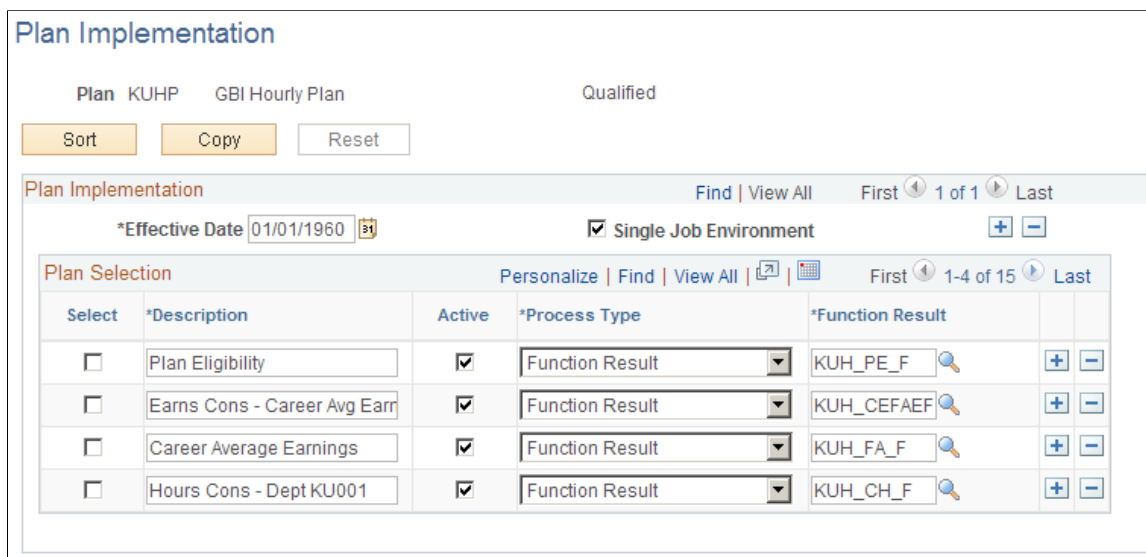 Plan Implementation
Plan KUHP GBI Hourly Plan Qualified
Sort Copy Reset
Plan Implementation Find | View All First 1 of 1 Last
*Effective Date 01/01/1960 31 Single Job Environment
Plan Selection Personalize | Find | View All | | First 1-4 of 15 Last
Select *Description Active *Process Type *Function Result
Plan Eligibility Function Result KUH_PE_F
Earns Cons - Career Avg Earn Function Result KUH_CEFAEF
Career Average Earnings Function Result KUH_FA_F
Hours Cons - Dept KU001 Function Result KUH_CH_F